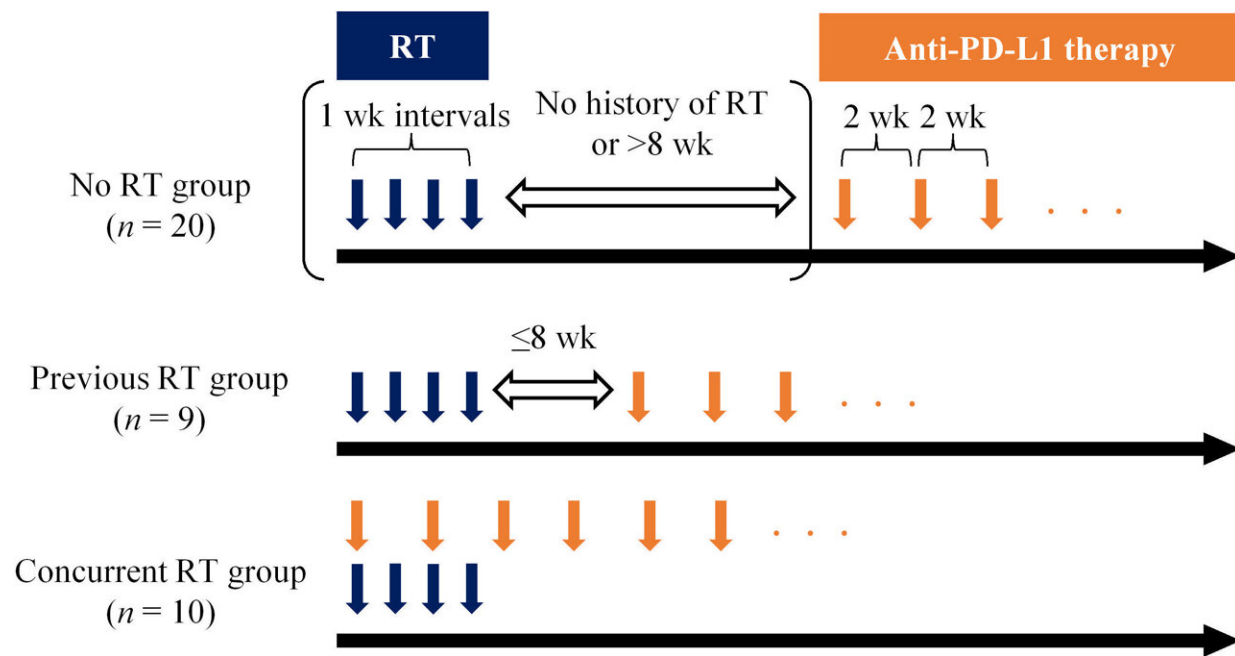 RT
Anti-PD-L1 therapy
1 wk intervals
No history of RT
or >8 wk
2 wk 2 wk
No RT group
(n = 20)
. . .
≤8 wk
Previous RT group
(n = 9)
. . .
Concurrent RT group
(n = 10)
. . .